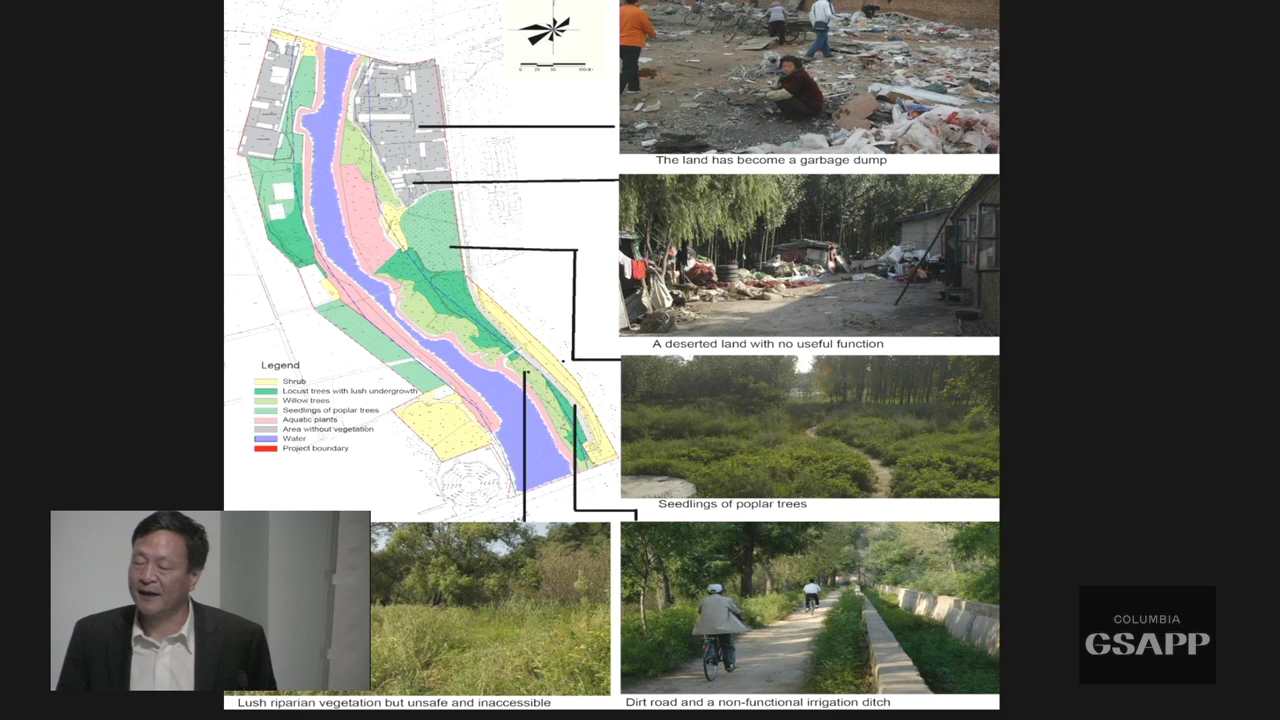 The land has become a garbage dump
A deserted land with no useful function
Legend
Shrub
Locust trees with lush undergrowth
Willow trees
Seedlings of poplar trees
Aquatic plants
Area without vegetation
Water
Project boundary
Seedlings of poplar trees
Lush riparian vegetation but unsafe and inaccessible
Dirt road and a non-functional irrigation ditch
COLUMBIA
GSAPP